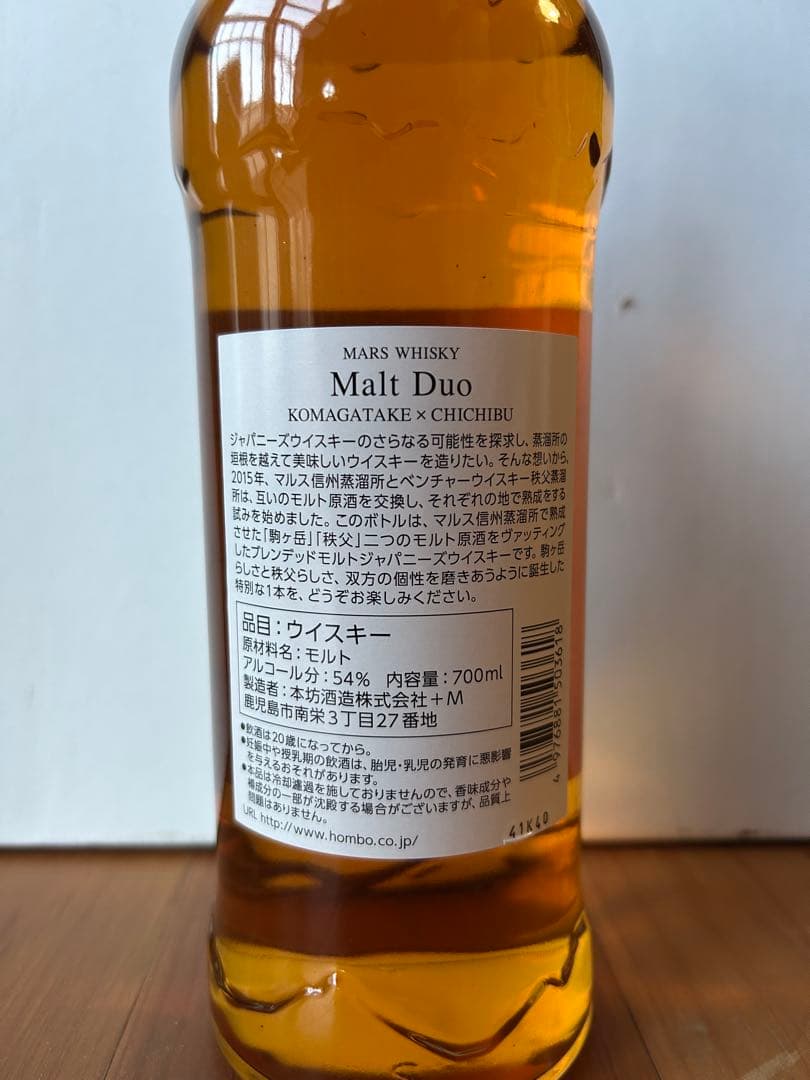 MARS WHISKY
Malt Duo
KOMAGATAKE × CHICHIBU
ジャパニーズウイスキーのさらなる可能性を探求し、蒸溜所の
垣根を越えて美味しいウイスキーを造りたい。そんな想いから、
2015年、マルス信州蒸溜所とベンチャーウイスキー秩父蒸溜
所は、互いのモルト原酒を交換し、それぞれの地で熟成をする
試みを始めました。このボトルは、マルス信州蒸溜所で熟成
させた「駒ヶ岳」「秩父」二つのモルト原酒をヴァッティング
したブレンデッドモルトジャパニーズウイスキーです。駒ヶ岳
らしさと秩父らしさ、双方の個性を磨きあうように誕生した
特別な1本を、どうぞお楽しみください。
品目：ウイスキー
原材料名：モルト
アルコール分：54% 内容量：700ml
製造者：本坊酒造株式会社＋M
鹿児島市南栄3丁目27番地
●飲酒は20歳になってから。
●妊娠中や授乳期の飲酒は、胎児・乳児の発育に悪影響
を与えるおそれがあります。
●本品は冷却濾過を施しておりませんので、香味成分や
樽成分の一部が沈殿する場合がございますが、品質上
問題はありません。
URL http://www.hombo.co.jp/
4 976881 503618
41K40